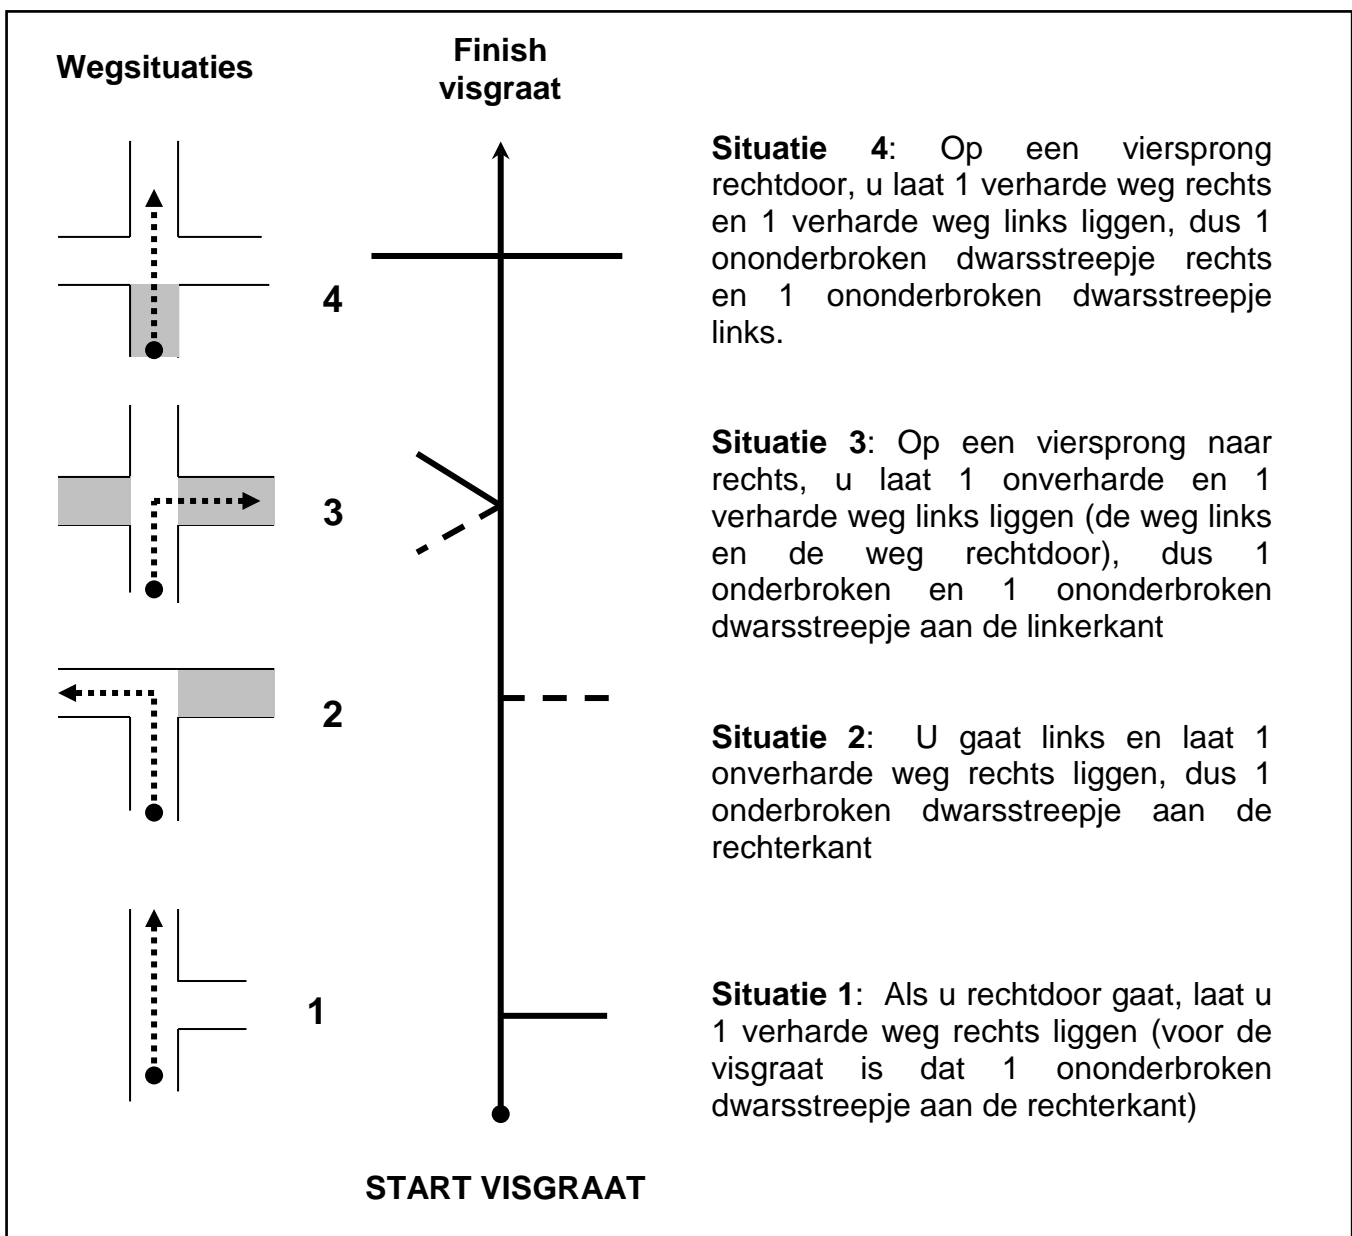 Wegsituaties
Finish
visgraat
4
Situatie 4: Op een viersprong
rechtdoor, u laat 1 verharde weg rechts
en 1 verharde weg links liggen, dus 1
ononderbroken dwarsstreepje rechts
en 1 ononderbroken dwarsstreepje
links.
3
Situatie 3: Op een viersprong naar
rechts, u laat 1 onverharde en 1
verharde weg links liggen (de weg links
en de weg rechtdoor), dus 1
onderbroken en 1 ononderbroken
dwarsstreepje aan de linkerkant
2
Situatie 2: U gaat links en laat 1
onverharde weg rechts liggen, dus 1
onderbroken dwarsstreepje aan de
rechterkant
1
Situatie 1: Als u rechtdoor gaat, laat u
1 verharde weg rechts liggen (voor de
visgraat is dat 1 ononderbroken
dwarsstreepje aan de rechterkant)
START VISGRAAT